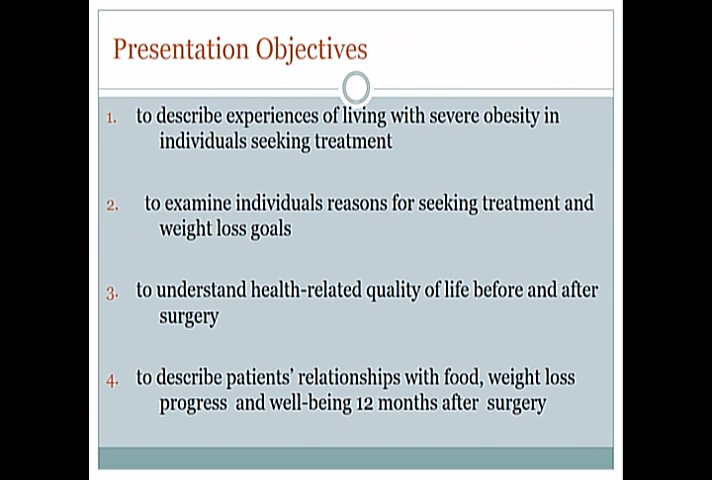 Presentation Objectives
1. to describe experiences of living with severe obesity in
individuals seeking treatment
2. to examine individuals reasons for seeking treatment and
weight loss goals
3. to understand health-related quality of life before and after
surgery
4. to describe patients' relationships with food, weight loss
progress and well-being 12 months after surgery